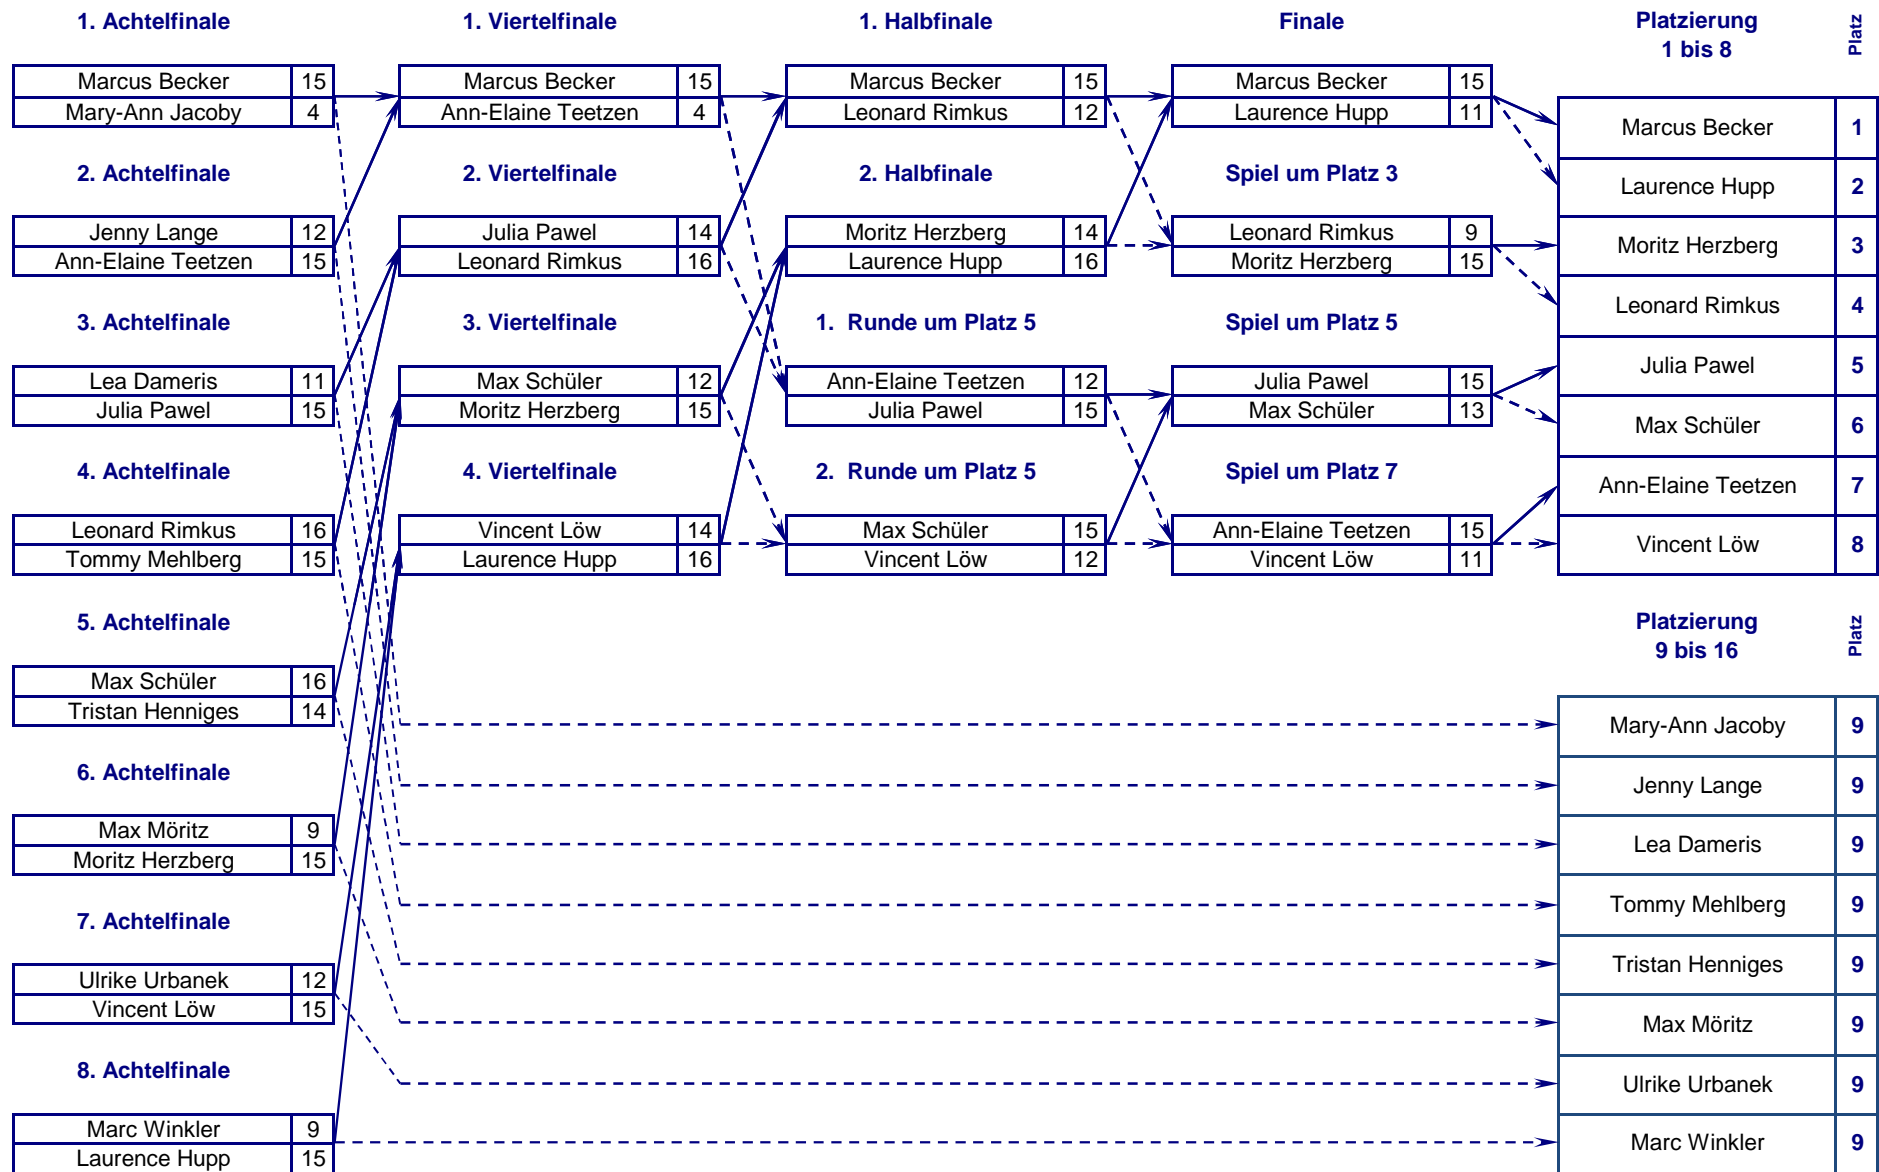 1. Achtelfinale
Marcus Becker 15
Mary-Ann Jacoby 4
2. Achtelfinale
Jenny Lange 12
Ann-Elaine Teetzen 15
3. Achtelfinale
Lea Dameris 11
Julia Pawel 15
4. Achtelfinale
Leonard Rimkus 16
Tommy Mehlberg 15
5. Achtelfinale
Max Schüler 16
Tristan Henniges 14
6. Achtelfinale
Max Möritz 9
Moritz Herzberg 15
7. Achtelfinale
Ulrike Urbanek 12
Vincent Löw 15
8. Achtelfinale
Marc Winkler 9
Laurence Hupp 15
1. Viertelfinale
Marcus Becker 15
Ann-Elaine Teetzen 4
2. Viertelfinale
Julia Pawel 14
Leonard Rimkus 16
3. Viertelfinale
Max Schüler 12
Moritz Herzberg 15
4. Viertelfinale
Vincent Löw 14
Laurence Hupp 16
1. Halbfinale
Marcus Becker 15
Leonard Rimkus 12
2. Halbfinale
Moritz Herzberg 14
Laurence Hupp 16
1. Runde um Platz 5
Ann-Elaine Teetzen 12
Julia Pawel 15
2. Runde um Platz 5
Max Schüler 15
Vincent Löw 12
Finale
Marcus Becker 15
Laurence Hupp 11
Spiel um Platz 3
Leonard Rimkus 9
Moritz Herzberg 15
Spiel um Platz 5
Julia Pawel 15
Max Schüler 13
Spiel um Platz 7
Ann-Elaine Teetzen 15
Vincent Löw 11
Platzierung
1 bis 8
Platz
Marcus Becker 1
Laurence Hupp 2
Moritz Herzberg 3
Leonard Rimkus 4
Julia Pawel 5
Max Schüler 6
Ann-Elaine Teetzen 7
Vincent Löw 8
Platzierung
9 bis 16
Platz
Mary-Ann Jacoby 9
Jenny Lange 9
Lea Dameris 9
Tommy Mehlberg 9
Tristan Henniges 9
Max Möritz 9
Ulrike Urbanek 9
Marc Winkler 9